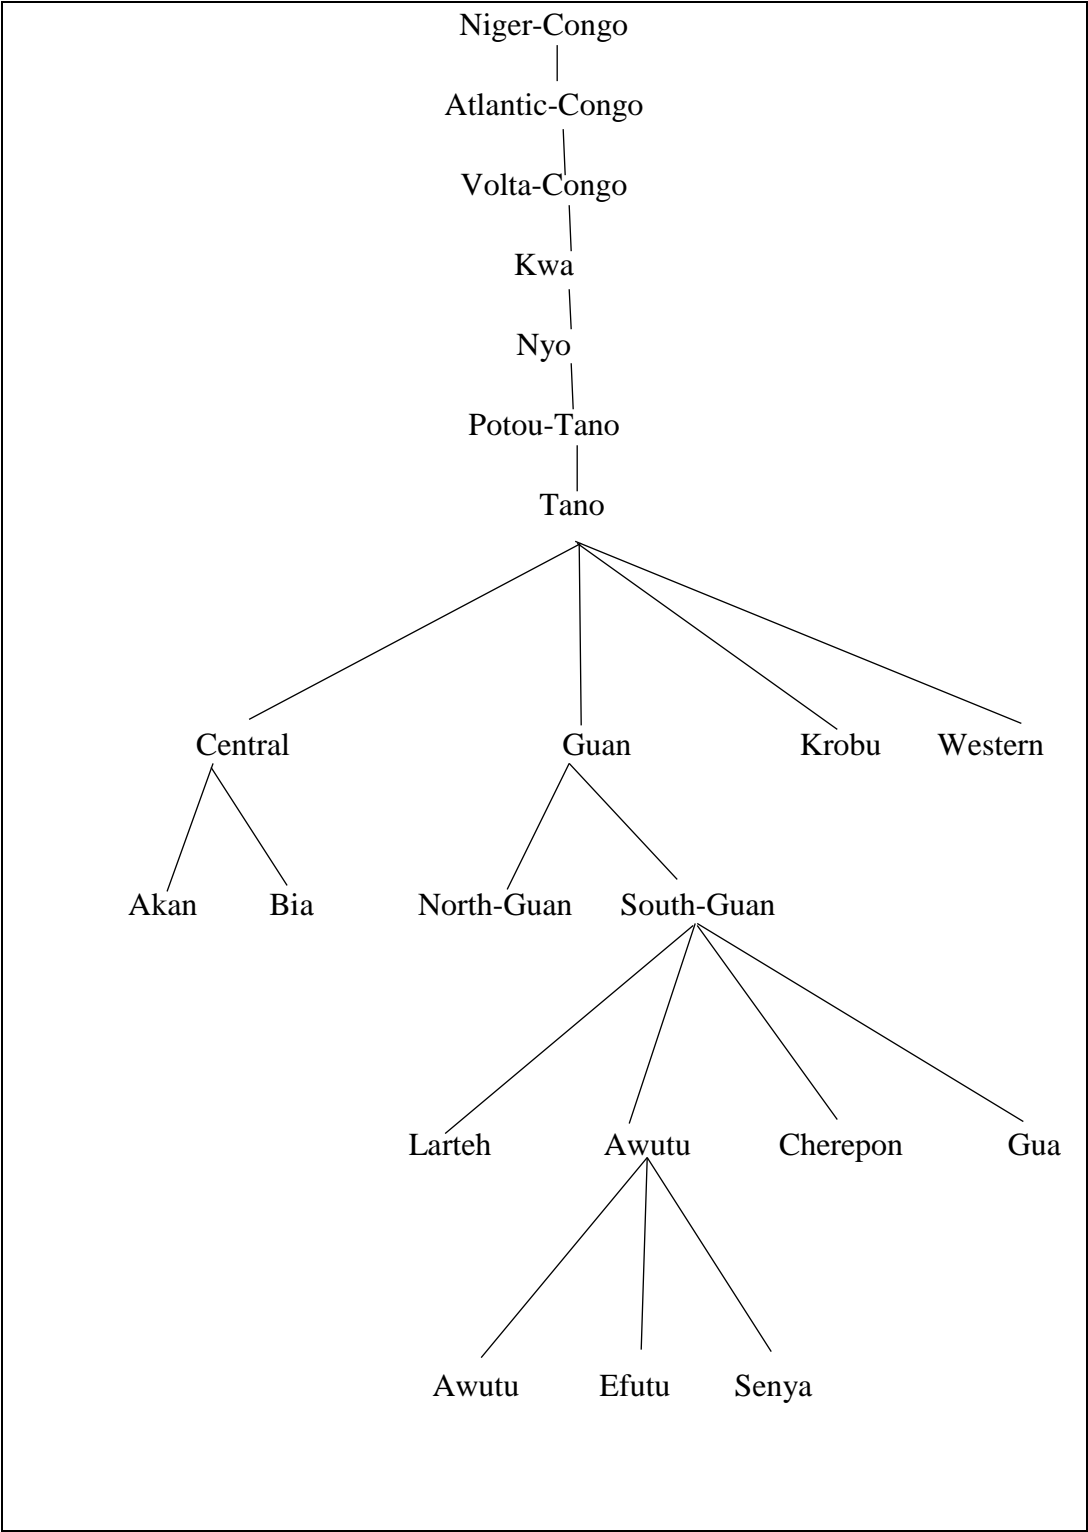 Niger-Congo
Atlantic-Congo
Volta-Congo
Kwa
Nyo
Potou-Tano
Tano
Central Guan Krobu Western
Akan Bia North-Guan South-Guan
Larteh Awutu Cherepon Gua
Awutu Efutu Senya